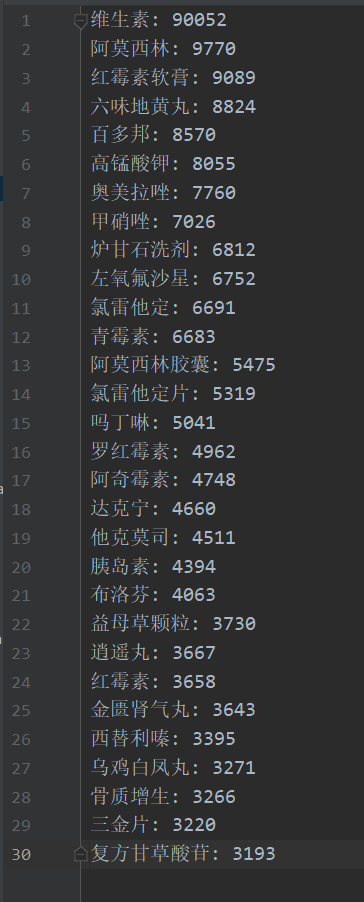 1 维生素: 90052
2 阿莫西林: 9770
3 红霉素软膏: 9089
4 六味地黄丸: 8824
5 百多邦: 8570
6 高锰酸钾: 8055
7 奥美拉唑: 7760
8 甲硝唑: 7026
9 炉甘石洗剂: 6812
10 左氧氟沙星: 6752
11 氯雷他定: 6691
12 青霉素: 6683
13 阿莫西林胶囊: 5475
14 氯雷他定片: 5319
15 吗丁啉: 5041
16 罗红霉素: 4962
17 阿奇霉素: 4748
18 达克宁: 4660
19 他克莫司: 4511
20 胰岛素: 4394
21 布洛芬: 4063
22 益母草颗粒: 3730
23 逍遥丸: 3667
24 红霉素: 3658
25 金匮肾气丸: 3643
26 西替利嗪: 3395
27 乌鸡白凤丸: 3271
28 骨质增生: 3266
29 三金片: 3220
30 复方甘草酸苷: 3193